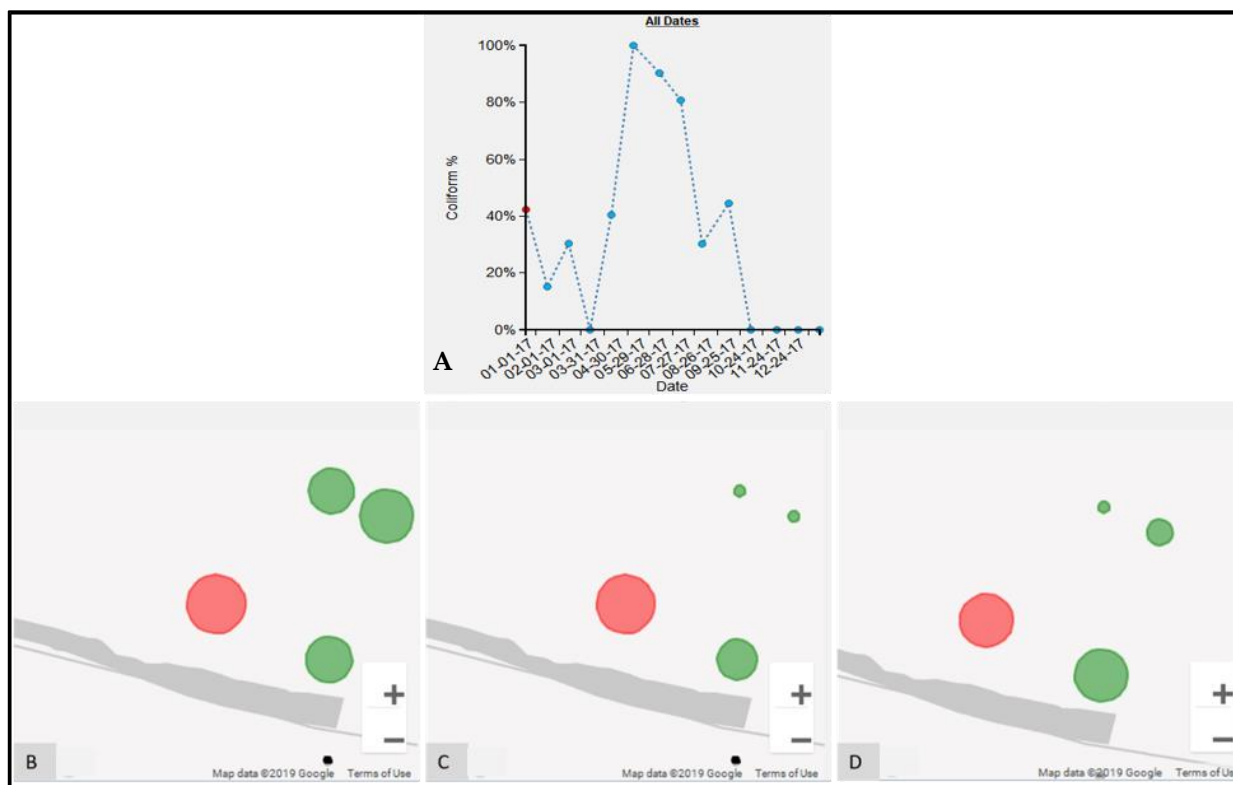 All Dates
100%
80%
60%
40%
20%
0%
Coliform %
01-01-17
02-01-17
03-01-17
03-31-17
04-30-17
05-29-17
06-28-17
07-27-17
08-26-17
09-25-17
10-24-17
11-24-17
12-24-17
Date
A
+
−
B
Map data ©2019 Google Terms of Use
+
−
C
Map data ©2019 Google Terms of Use
+
−
D
Map data ©2019 Google Terms of Use